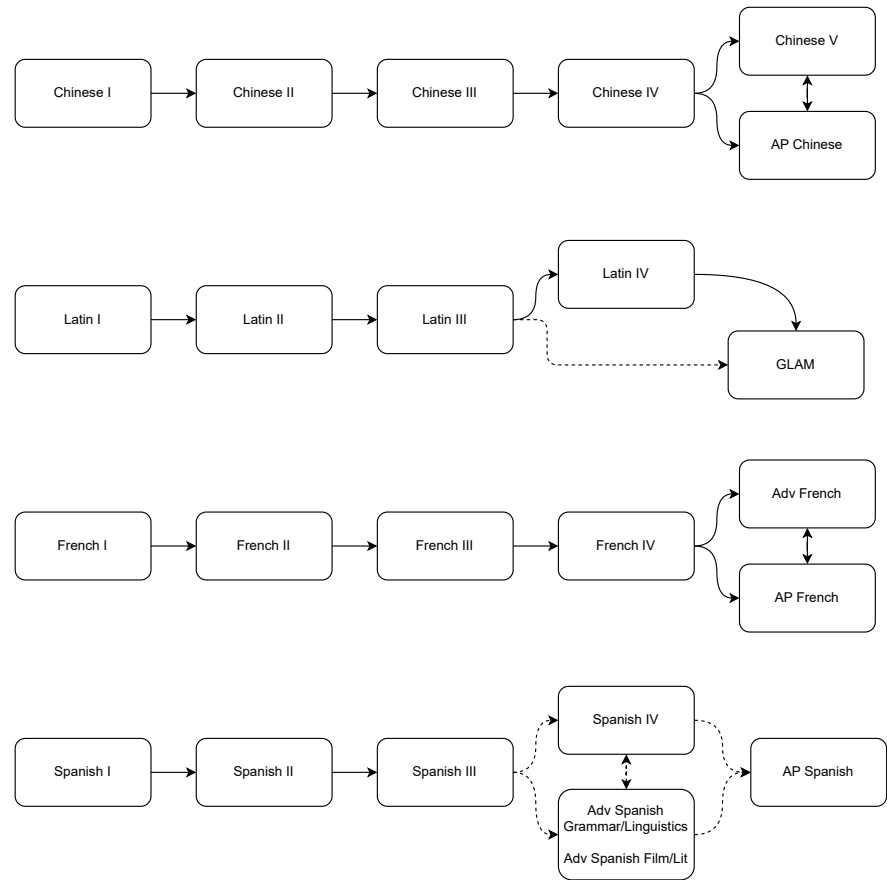 Chinese I
Chinese II
Chinese III
Chinese IV
Chinese V
AP Chinese
Latin I
Latin II
Latin III
Latin IV
GLAM
French I
French II
French III
French IV
Adv French
AP French
Spanish I
Spanish II
Spanish III
Spanish IV
Adv Spanish
Grammar/Linguistics
Adv Spanish Film/Lit
AP Spanish